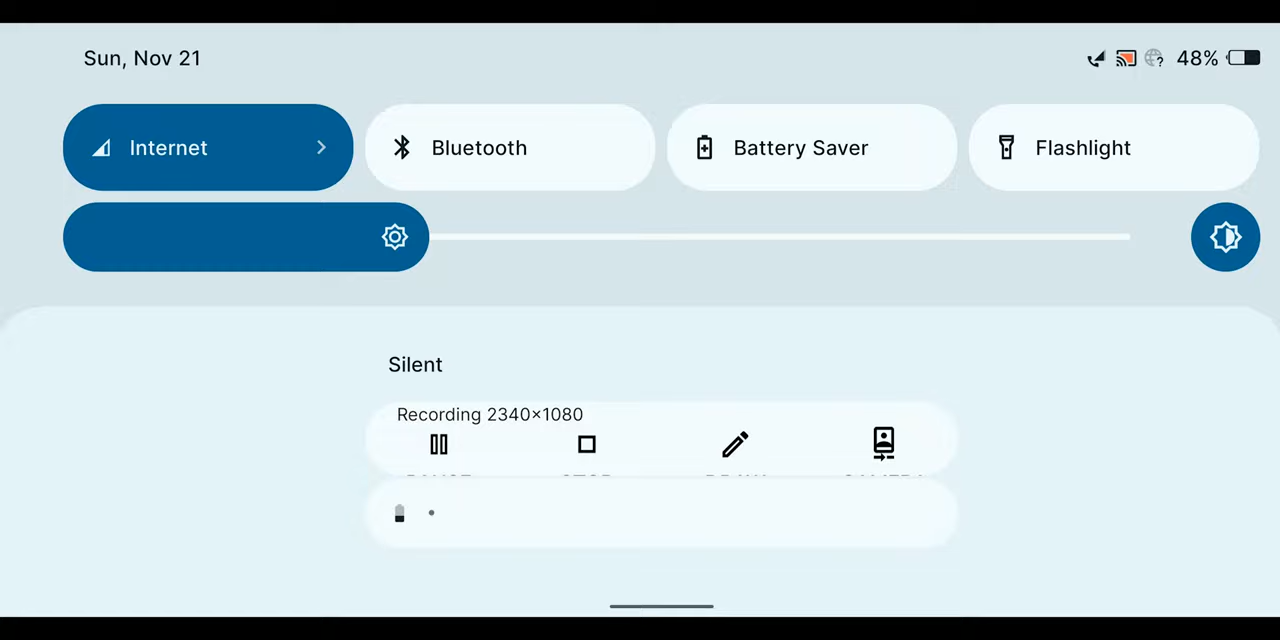 Sun, Nov 21
48%
Internet
Bluetooth
Battery Saver
Flashlight
Silent
Recording 2340×1080